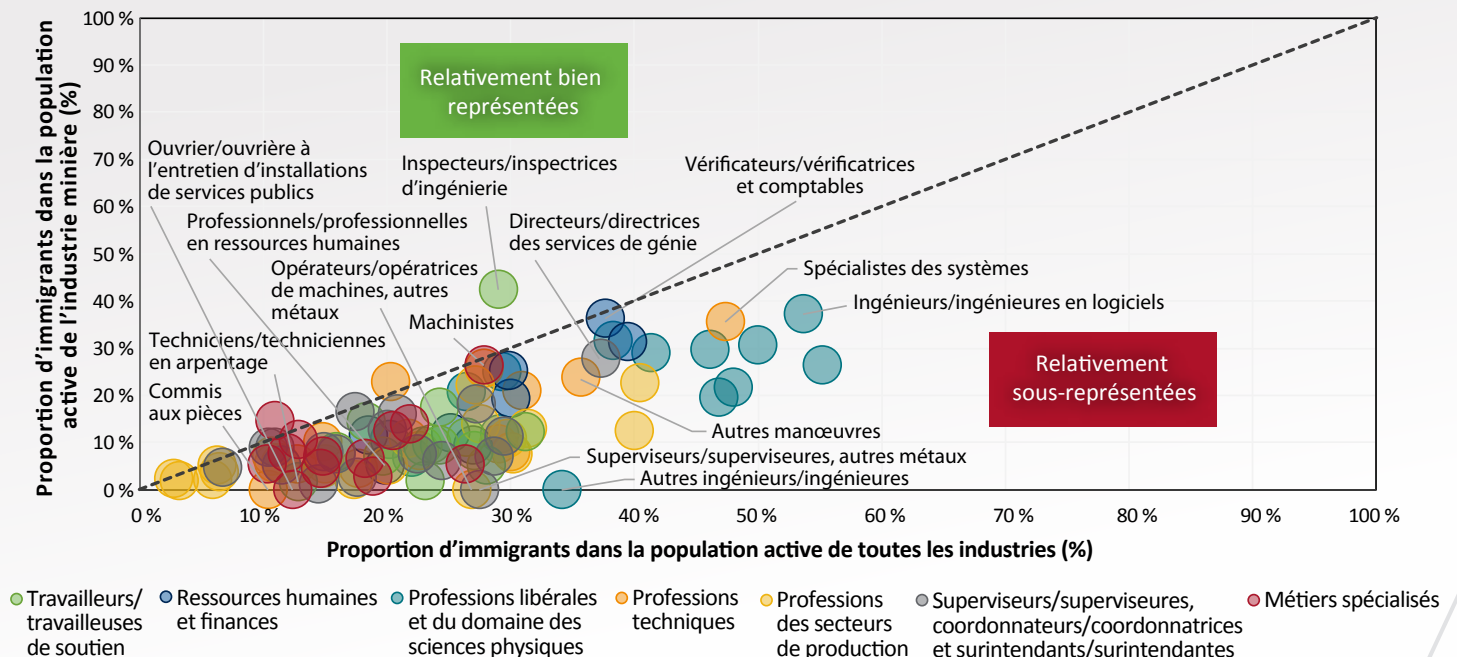 Proportion d'immigrants dans la population
active de l'industrie minière (%)
100 %
90 %
80 %
70 %
60 %
50 %
40 %
30 %
20 %
10 %
0 %
Relativement bien
représentées
Ouvrier/ouvrière à
l'entretien d'installations
de services publics
Inspecteurs/inspectrices
d'ingénierie
Vérificateurs/vérificatrices
et comptables
Professionnels/professionnelles
en ressources humaines
Directeurs/directrices
des services de génie
Opérateurs/opératrices
de machines, autres
métaux
Spécialistes des systèmes
Ingénieurs/ingénieures en logiciels
Machinistes
Techniciens/techniciennes
en arpentage
Commis
aux pièces
Relativement
sous-représentées
Autres manœuvres
Superviseurs/superviseures, autres métaux
Autres ingénieurs/ingénieures
0 %
10 %
20 %
30 %
40 %
50 %
60 %
70 %
80 %
90 %
100 %
Proportion d'immigrants dans la population active de toutes les industries (%)
Travailleurs/
travailleuses
de soutien
Ressources humaines
et finances
Professions libérales
et du domaine des
sciences physiques
Professions
techniques
Professions
des secteurs
de production
Superviseurs/superviseures,
coordonnateurs/coordonnatrices
et surintendants/surintendantes
Métiers spécialisés